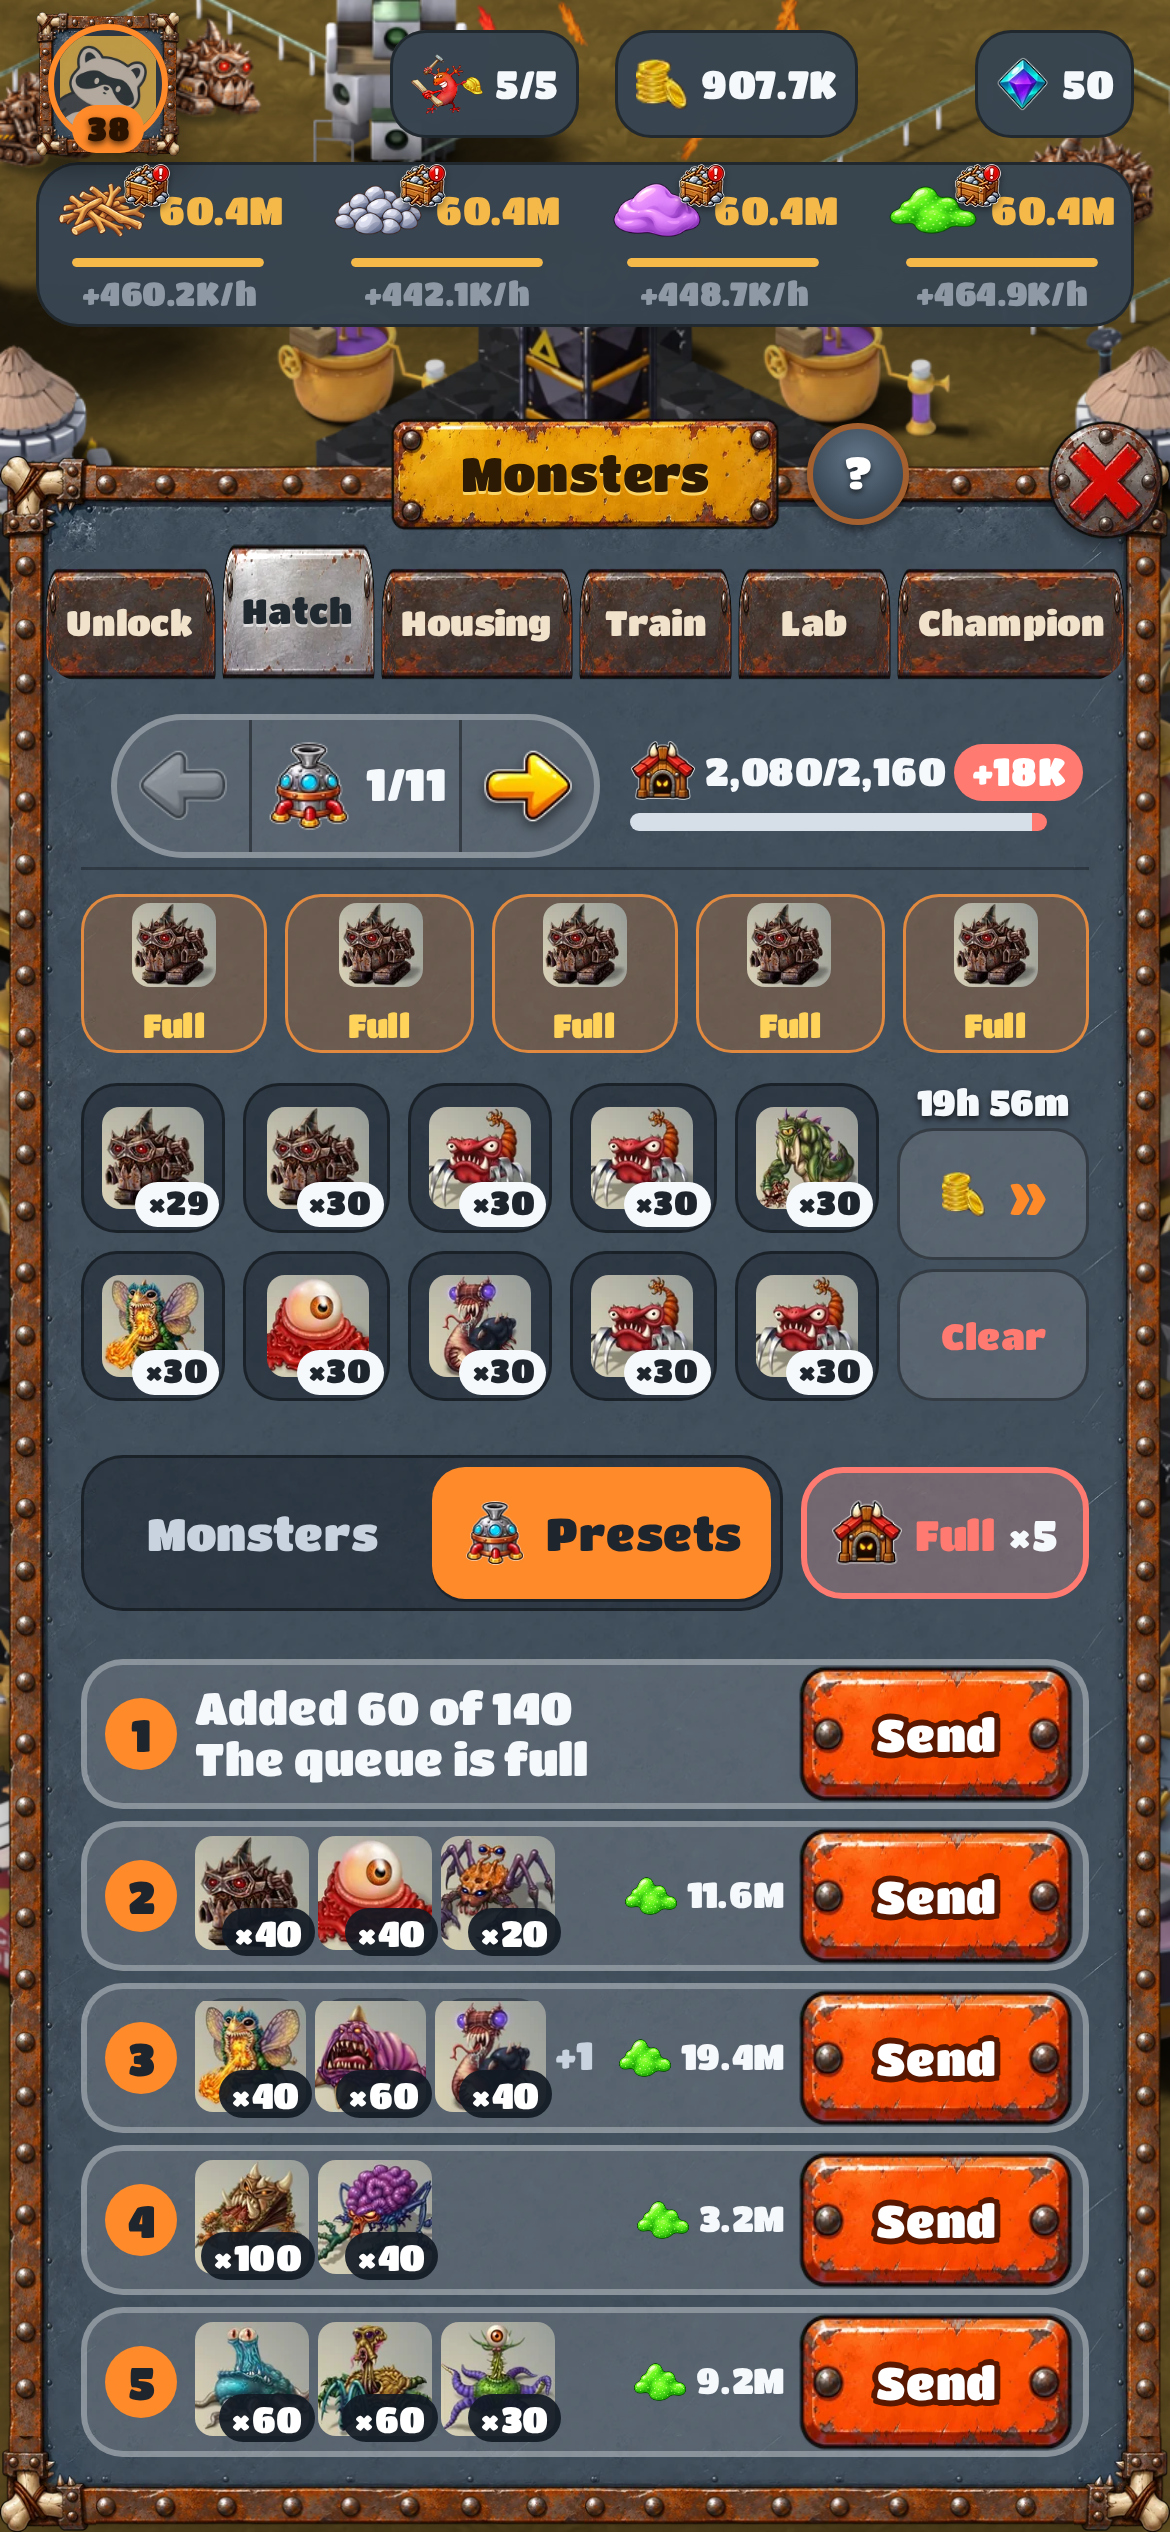 5/5
907.7K
50
38
60.4M
60.4M
60.4M
60.4M
+460.2K/h
+442.1K/h
+448.7K/h
+464.9K/h
Monsters
?
Unlock
Hatch
Housing
Train
Lab
Champion
1/11
2,080/2,160
+18K
Full
Full
Full
Full
Full
×29
×30
×30
×30
×30
19h 56m
×30
×30
×30
×30
×30
Clear
Monsters
Presets
Full ×5
1
Added 60 of 140
The queue is full
Send
2
×40
×40
×20
11.6M
Send
3
×40
×60
×40
+1
19.4M
Send
4
×100
×40
3.2M
Send
5
×60
×60
×30
9.2M
Send